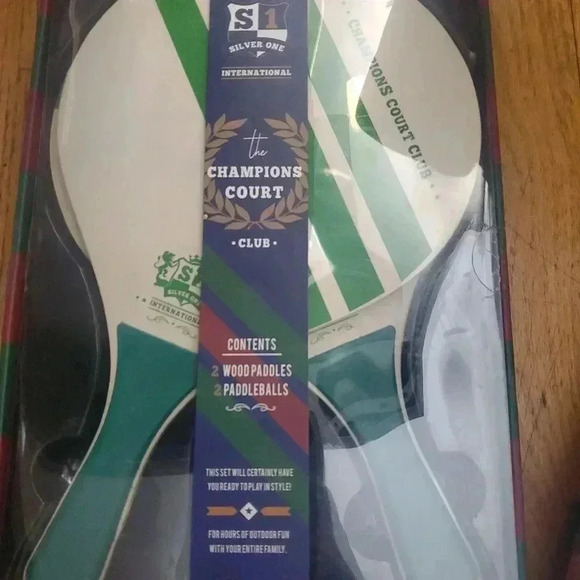 S1
SILVER ONE
INTERNATIONAL
the
CHAMPIONS
COURT
• CLUB •
CONTENTS
2 WOOD PADDLES
2 PADDLEBALLS
THIS SET WILL CERTAINLY HAVE
YOU READY TO PLAY IN STYLE!
FOR HOURS OF OUTDOOR FUN
WITH YOUR ENTIRE FAMILY.
CHAMPIONS COURT CLUB
SILVER ONE
INTERNATIONAL